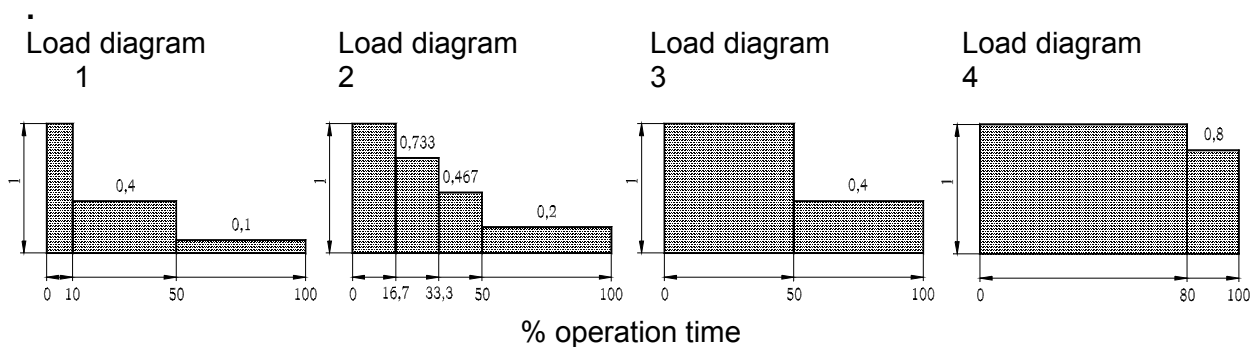 .
Load diagram 1
Load diagram 2
Load diagram 3
Load diagram 4
1
0,4
0,1
0 10 50 100
1
0,733
0,467
0,2
0 16,7 33,3 50 100
1
0,4
0 50 100
1
0,8
0 80 100
% operation time